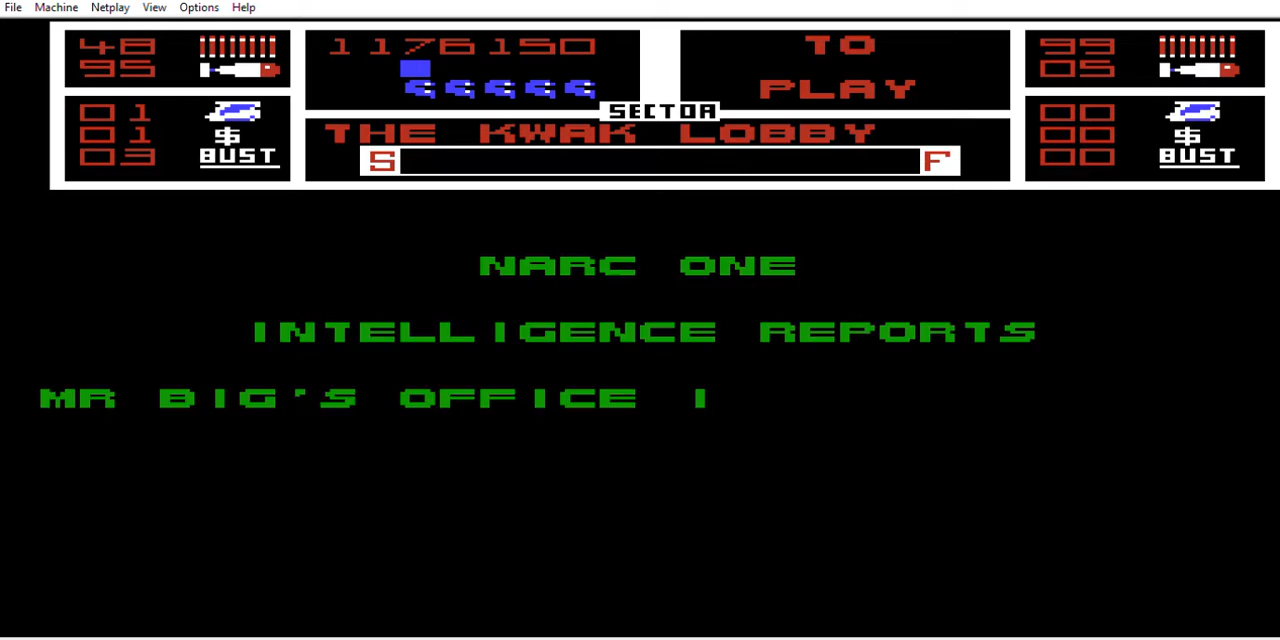 File Machine Netplay View Options Help
48 1176150 TO 99
95 PLAY 05
SECTOR
01 $ THE KWAK LOBBY 00 $
01 00
03 BUST S F 00 BUST
NARC ONE
INTELLIGENCE REPORTS
MR BIG'S OFFICE I